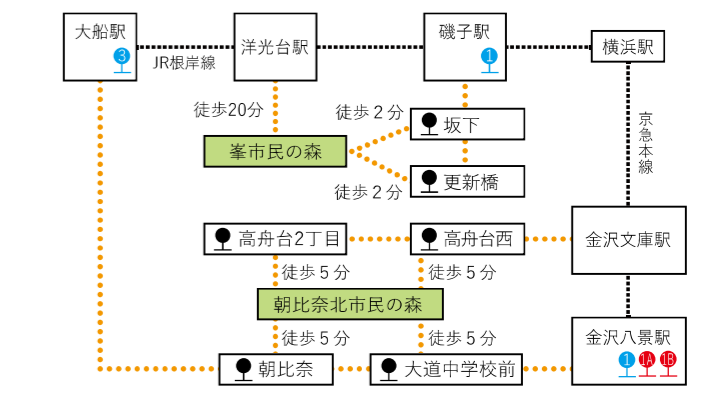 大船駅
3
JR根岸線
洋光台駅
磯子駅
1
横浜駅
京急本線
徒歩20分
徒歩２分
坂下
峯市民の森
徒歩２分
更新橋
金沢文庫駅
高舟台2丁目
高舟台西
徒歩５分
徒歩５分
朝比奈北市民の森
徒歩５分
徒歩５分
朝比奈
大道中学校前
金沢八景駅
1
1A
1B